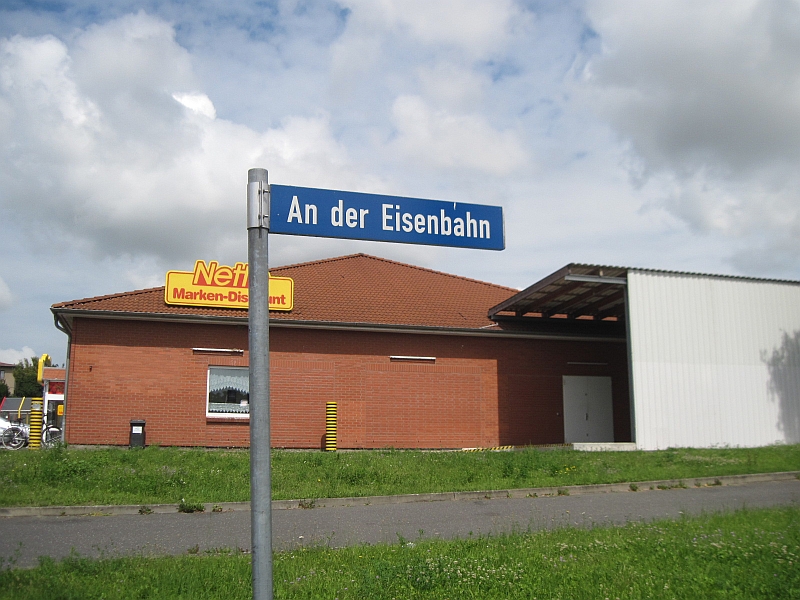 An der Eisenbahn
Netto
Marken-Discount